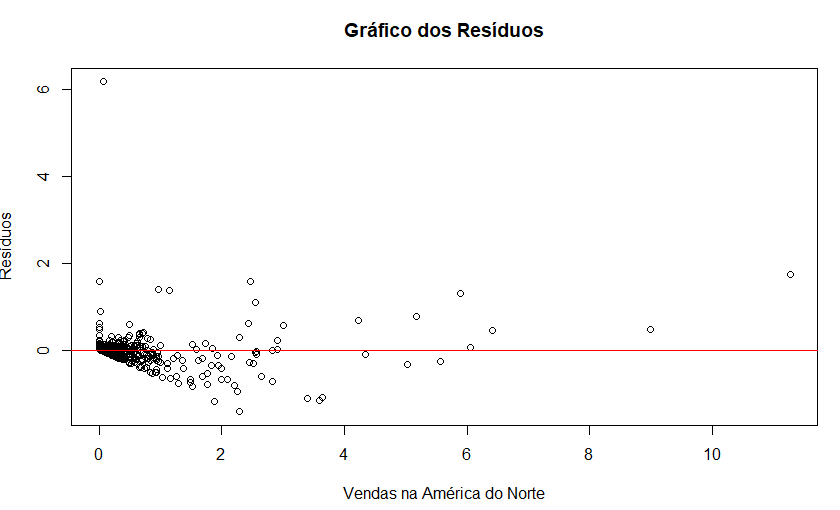 Gráfico dos Resíduos
Resíduos
6
4
2
0
0 2 4 6 8 10
Vendas na América do Norte